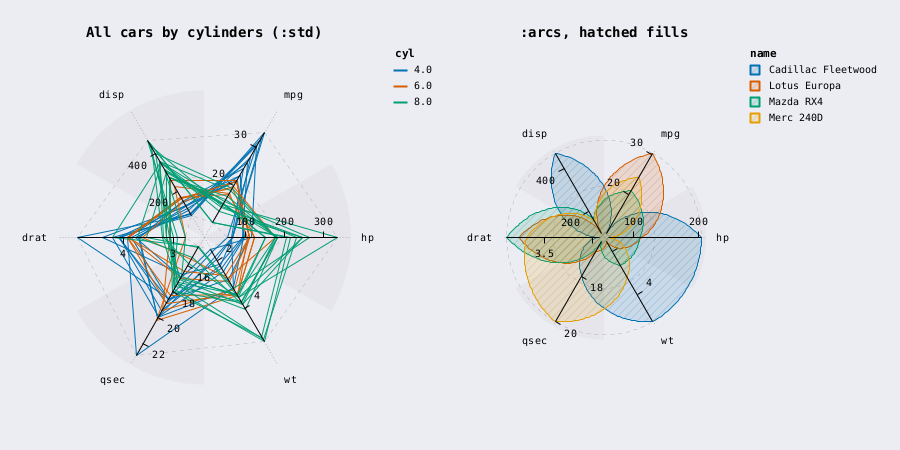 All cars by cylinders (:std)
cyl
4.0
6.0
8.0
disp
mpg
30
400
20
200
100
200
300
drat
4
3
2
hp
16
18
4
20
22
qsec
wt
:arcs, hatched fills
name
Cadillac Fleetwood
Lotus Europa
Mazda RX4
Merc 240D
disp
mpg
30
400
20
200
100
200
drat
3.5
hp
18
4
20
qsec
wt